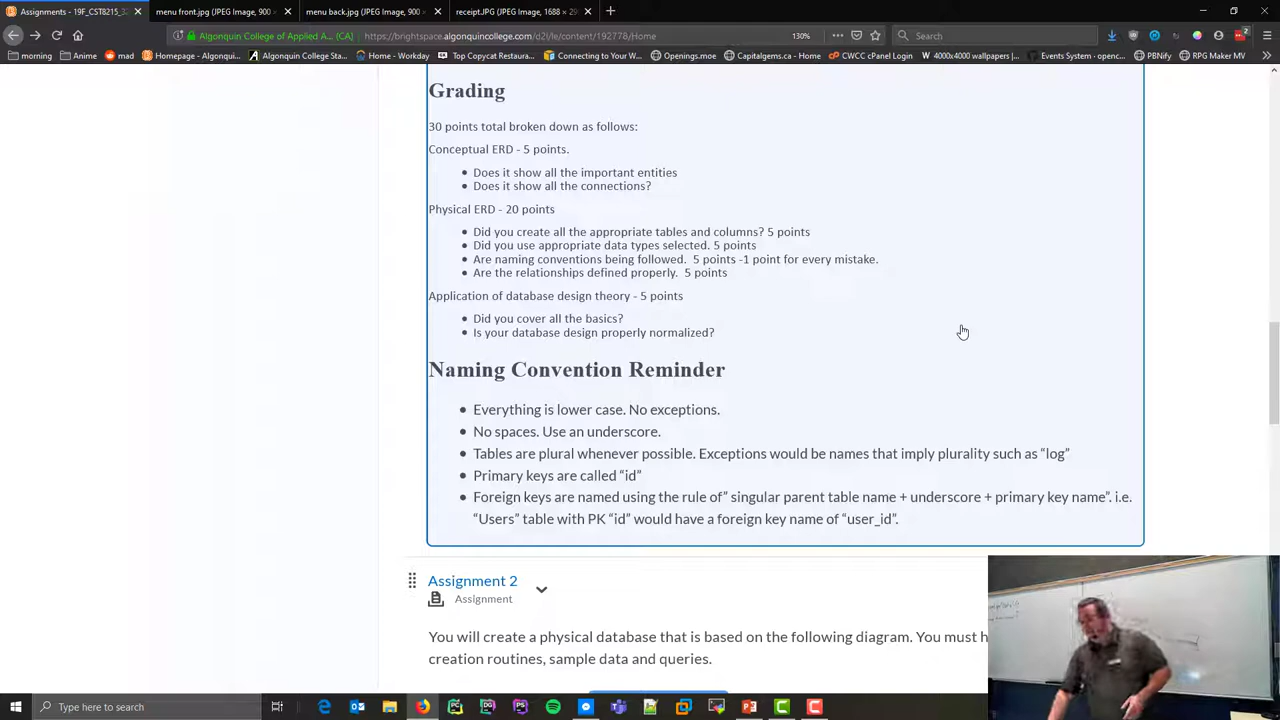 Assignments - 19F_CST8215_3
menu front.jpg (JPEG Image, 900 ×
menu back.jpg (JPEG Image, 900 ×
receipt.JPG (JPEG Image, 1688 × 29
Algonquin College of Applied A... (CA)
https://brightspace.algonquincollege.com/d2l/le/content/192778/Home
130%
Search
morning
Anime
mad
Homepage - Algonqui...
Algonquin College Sta...
Home - Workday
Top Copycat Restaura...
Connecting to Your W...
Openings.moe
Capitalgems.ca - Home
CWCC Control Panel
4000x4000 wallpapers |...
Events System - openc...
PBNify
RPG Maker MV
Grading
30 points total broken down as follows:
Conceptual ERD - 5 points.
Does it show all the important entities
Does it show all the connections?
Physical ERD - 20 points
Did you create all the appropriate tables and columns? 5 points
Did you use appropriate data types selected. 5 points
Are naming conventions being followed. 5 points -1 point for every mistake.
Are the relationships defined properly. 5 points
Application of database design theory - 5 points
Did you cover all the basics?
Is your database design properly normalized?
Naming Convention Reminder
Everything is lower case. No exceptions.
No spaces. Use an underscore.
Tables are plural whenever possible. Exceptions would be names that imply plurality such as “log”
Primary keys are called “id”
Foreign keys are named using the rule of” singular parent table name + underscore + primary key name”. i.e.
“Users” table with PK “id” would have a foreign key name of “user_id”.
Assignment 2
Assignment
You will create a physical database that is based on the following diagram. You must h
creation routines, sample data and queries.
Type here to search